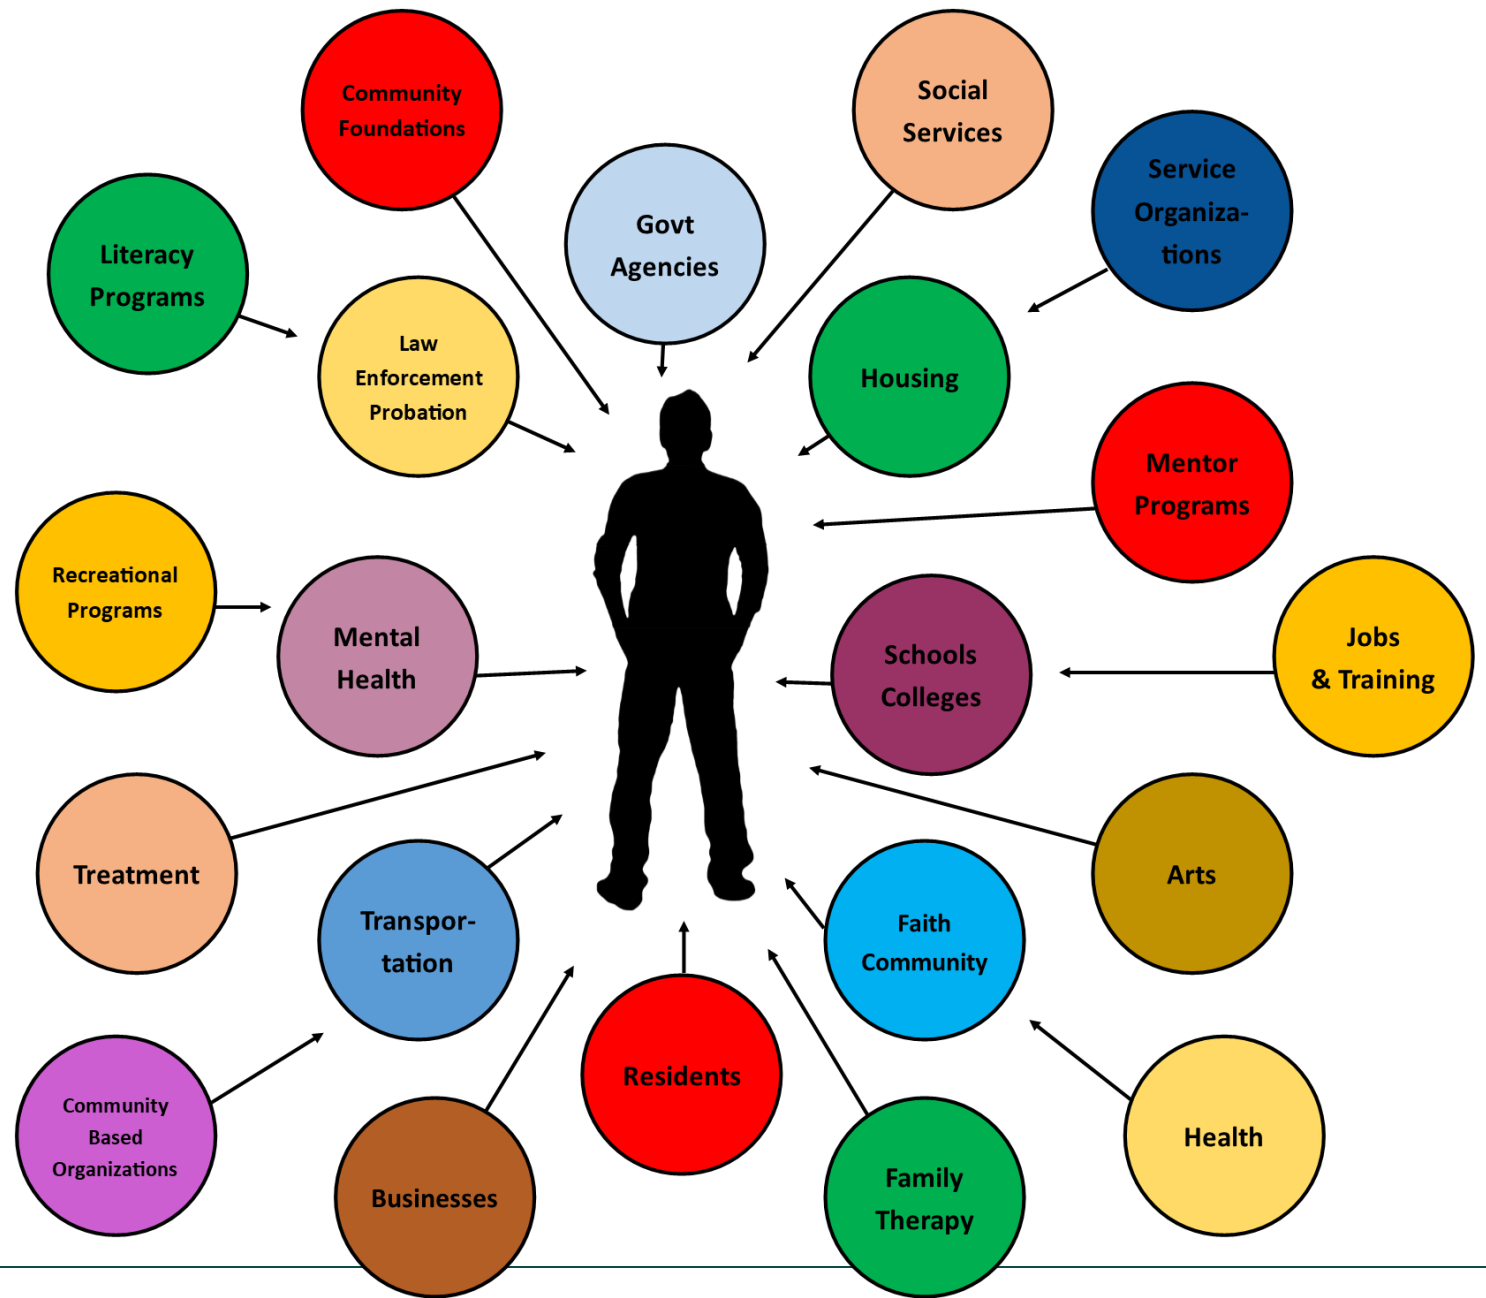 Community
Foundations
Social
Services
Service
Organiza-
tions
Govt
Agencies
Literacy
Programs
Law
Enforcement
Probation
Housing
Mentor
Programs
Recreational
Programs
Mental
Health
Schools
Colleges
Jobs
& Training
Treatment
Transpor-
tation
Faith
Community
Arts
Community
Based
Organizations
Businesses
Residents
Family
Therapy
Health